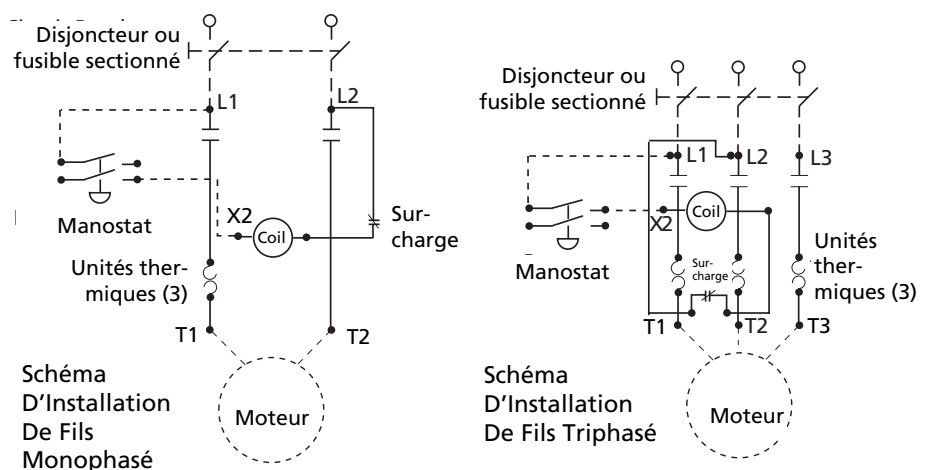 Disjoncteur ou
fusible sectionné
L1
L2
Manostat
X2
Coil
Sur-
charge
Unités ther-
miques (3)
T1
T2
Schéma
D'Installation
De Fils
Monophasé
Moteur
Disjoncteur ou
fusible sectionné
L1
L2
L3
X2
Coil
Manostat
Sur-
charge
Unités
ther-
miques (3)
T1
T2
T3
Schéma
D'Installation
De Fils Triphasé
Moteur